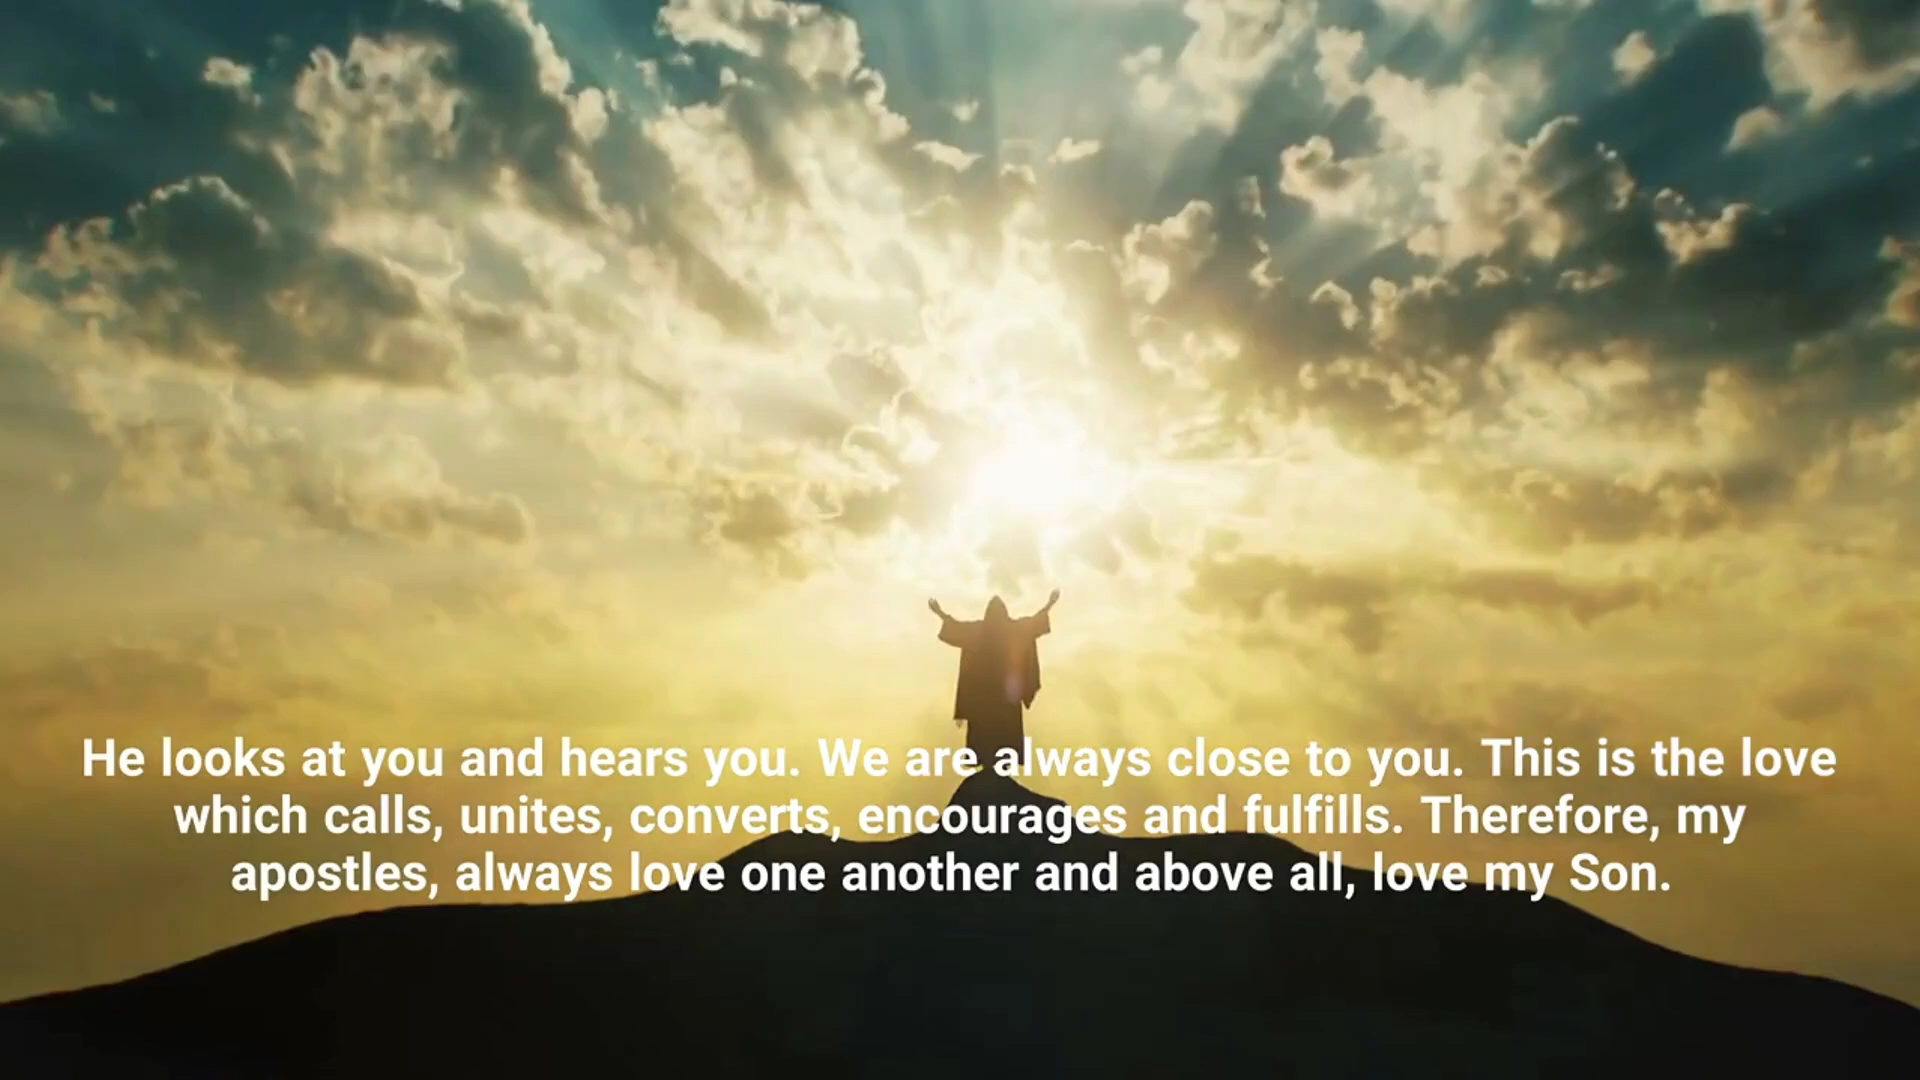 He looks at you and hears you. We are always close to you. This is the love
which calls, unites, converts, encourages and fulfills. Therefore, my
apostles, always love one another and above all, love my Son.